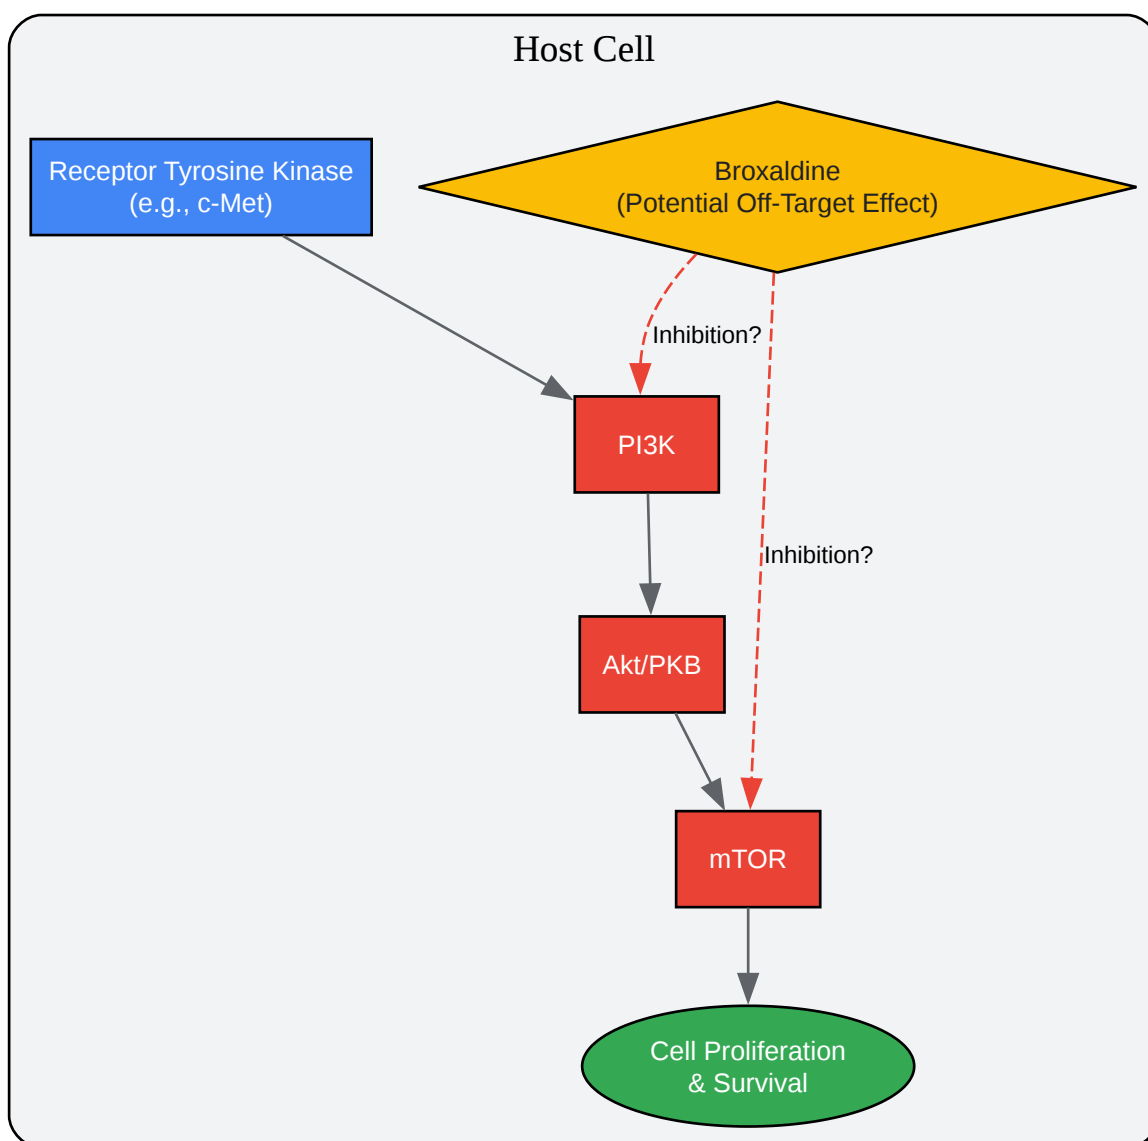 Host Cell
Receptor Tyrosine Kinase
(e.g., c-Met)
Broxaldine
(Potential Off-Target Effect)
Inhibition?
PI3K
Inhibition?
Akt/PKB
mTOR
Cell Proliferation
& Survival